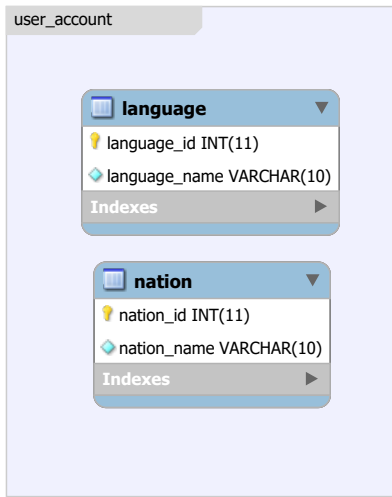 user_account
language
language_id INT(11)
language_name VARCHAR(10)
Indexes
nation
nation_id INT(11)
nation_name VARCHAR(10)
Indexes